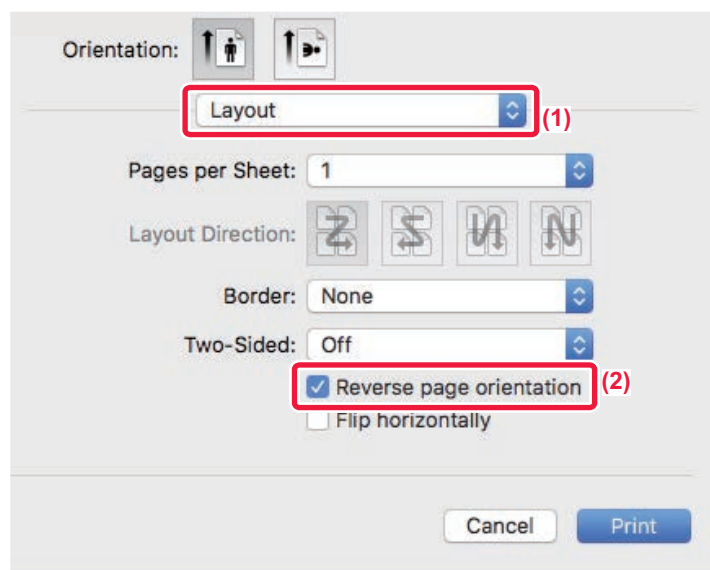 Orientation:
Layout
(1)
Pages per Sheet: 1
Layout Direction:
Border: None
Two-Sided: Off
Reverse page orientation
(2)
Flip horizontally
Cancel Print